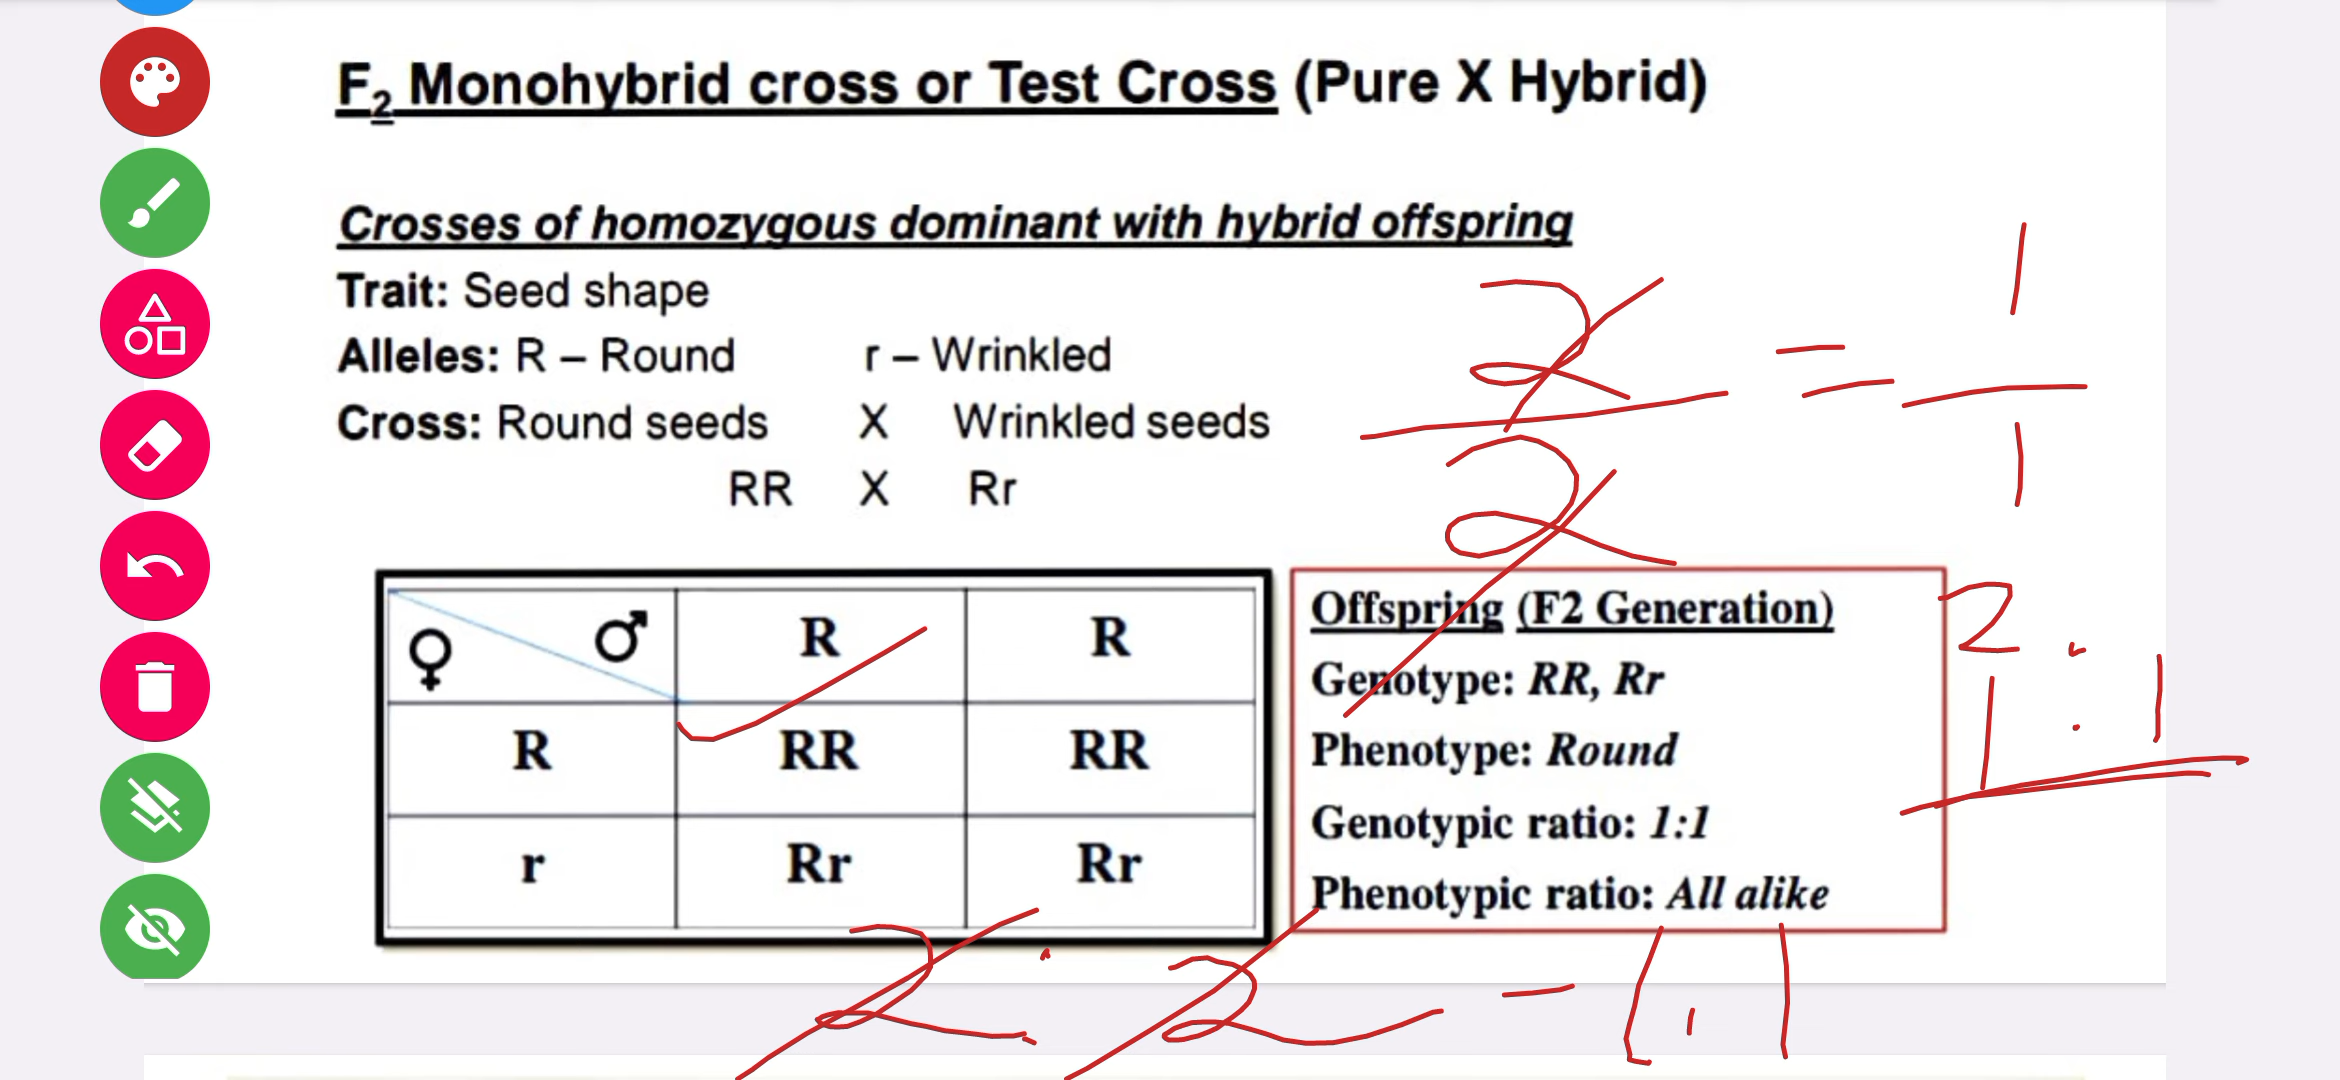 F2 Monohybrid cross or Test Cross (Pure X Hybrid)
Crosses of homozygous dominant with hybrid offspring
Trait: Seed shape
Alleles: R – Round r – Wrinkled
Cross: Round seeds X Wrinkled seeds
RR X Rr
2 = 1
2 1
♀ ♂ R R
R RR RR
r Rr Rr
Offspring (F2 Generation)
Genotype: RR, Rr
Phenotype: Round
Genotypic ratio: 1:1
Phenotypic ratio: All alike
2
1 : 1
2 : 2 = 1 : 1